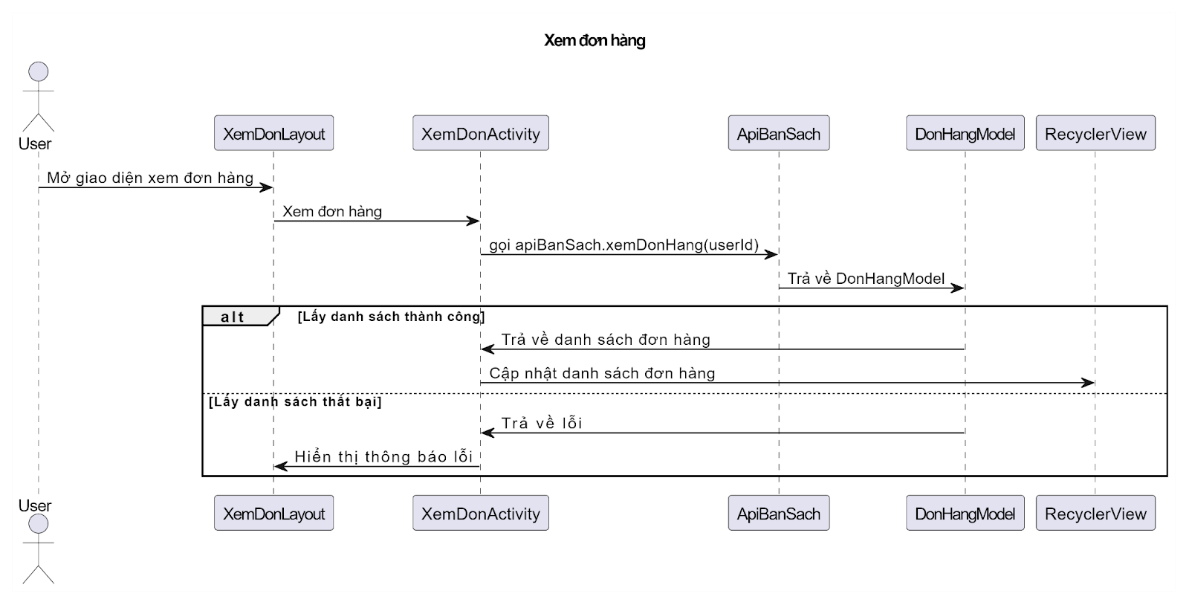 Xem đơn hàng
User
XemDonLayout
XemDonActivity
ApiBanSach
DonHangModel
RecyclerView
Mở giao diện xem đơn hàng
Xem đơn hàng
gọi apiBanSach.xemDonHang(userId)
Trả về DonHangModel
alt
[Lấy danh sách thành công]
Trả về danh sách đơn hàng
Cập nhật danh sách đơn hàng
[Lấy danh sách thất bại]
Trả về lỗi
Hiển thị thông báo lỗi
User
XemDonLayout
XemDonActivity
ApiBanSach
DonHangModel
RecyclerView